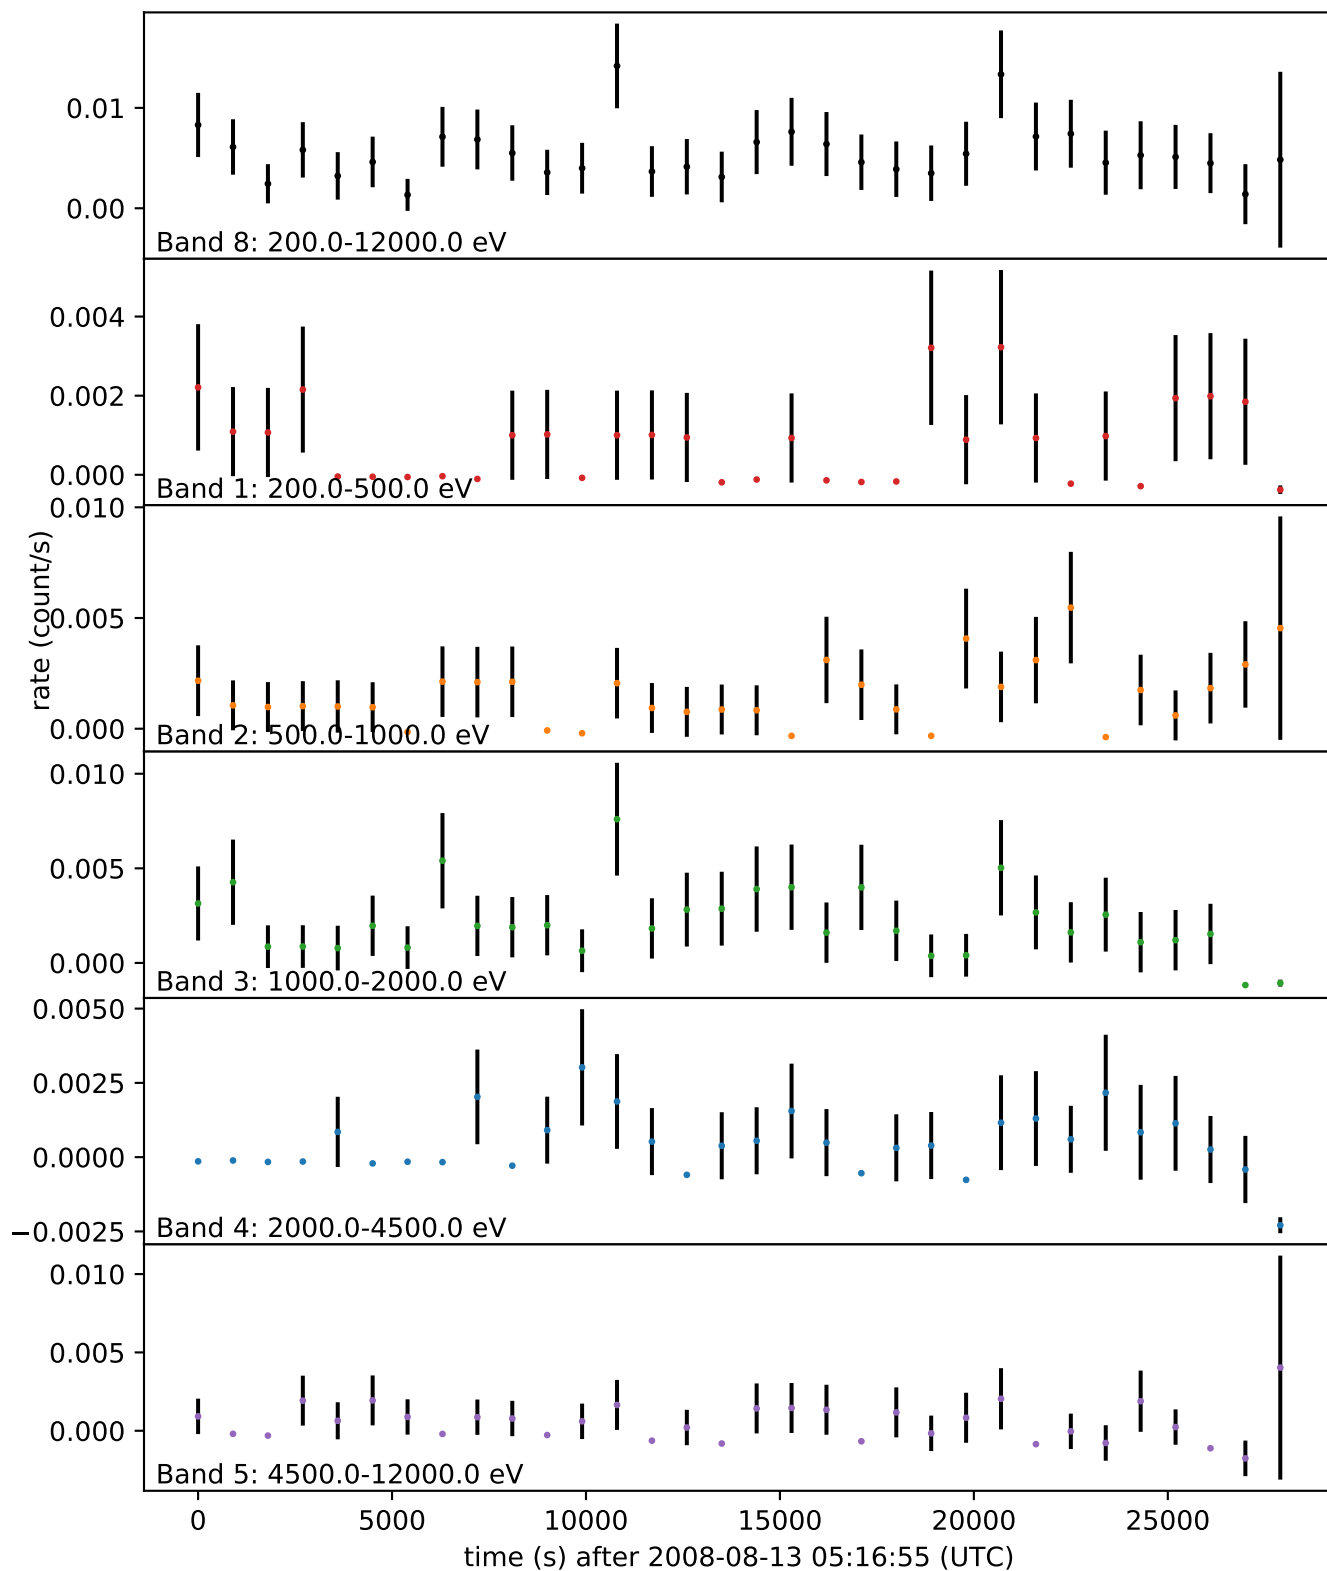 0.01
0.00
Band 8: 200.0-12000.0 eV
0.004
0.002
0.000
Band 1: 200.0-500.0 eV
0.010
0.005
0.000
Band 2: 500.0-1000.0 eV
rate (count/s)
0.010
0.005
0.000
Band 3: 1000.0-2000.0 eV
0.0050
0.0025
0.0000
−0.0025
Band 4: 2000.0-4500.0 eV
0.010
0.005
0.000
Band 5: 4500.0-12000.0 eV
0 5000 10000 15000 20000 25000
time (s) after 2008-08-13 05:16:55 (UTC)